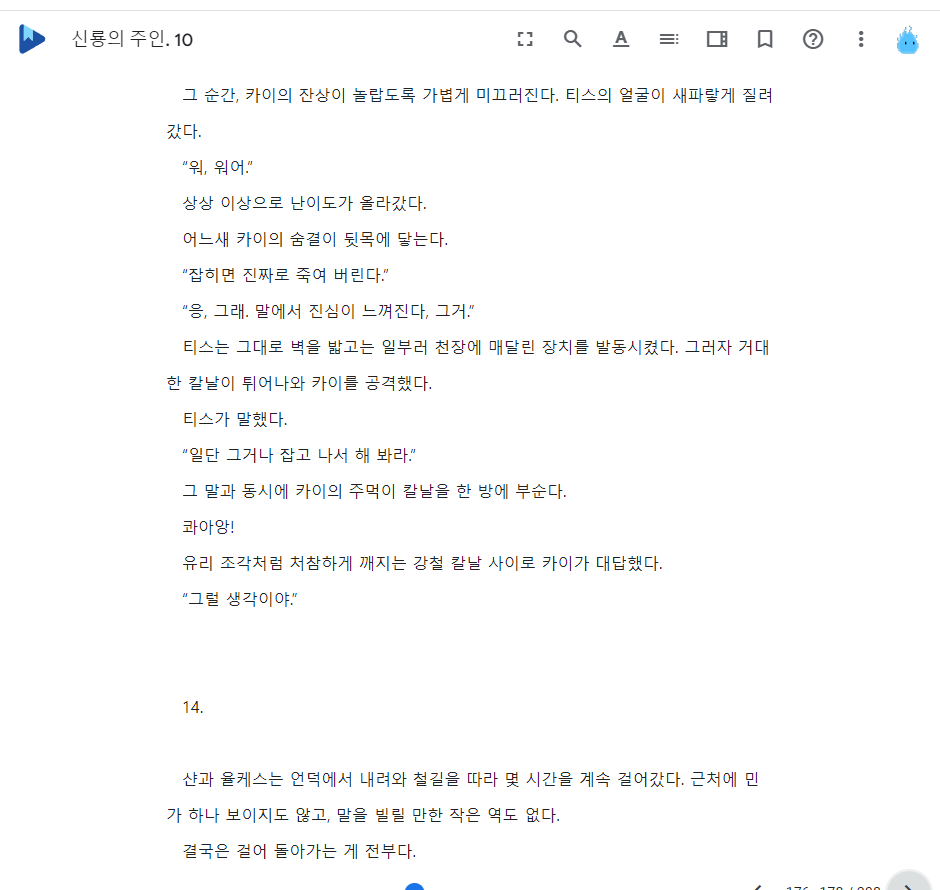 신룡의 주인. 10
그 순간, 카이의 잔상이 놀랍도록 가볍게 미끄러진다. 티스의 얼굴이 새파랗게 질려
갔다.
“워, 워어.”
상상 이상으로 난이도가 올라갔다.
어느새 카이의 숨결이 뒷목에 닿는다.
“잡히면 진짜로 죽여 버린다.”
“응, 그래. 말에서 진심이 느껴진다, 그거.”
티스는 그대로 벽을 밟고는 일부러 천장에 매달린 장치를 발동시켰다. 그러자 거대
한 칼날이 튀어나와 카이를 공격했다.
티스가 말했다.
“일단 그거나 잡고 나서 해 봐라.”
그 말과 동시에 카이의 주먹이 칼날을 한 방에 부순다.
콰아앙!
유리 조각처럼 처참하게 깨지는 강철 칼날 사이로 카이가 대답했다.
“그럴 생각이야.”
14.
샨과 율케스는 언덕에서 내려와 철길을 따라 몇 시간을 계속 걸어갔다. 근처에 민
가 하나 보이지도 않고, 말을 빌릴 만한 작은 역도 없다.
결국은 걸어 돌아가는 게 전부다.